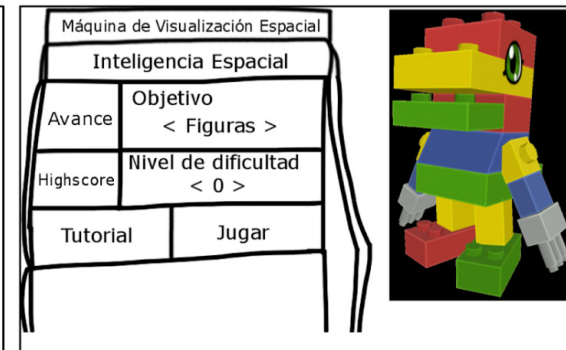 Máquina de Visualización Espacial
Inteligencia Espacial
Avance
Objetivo
< Figuras >
Highscore
Nivel de dificultad
< 0 >
Tutorial
Jugar